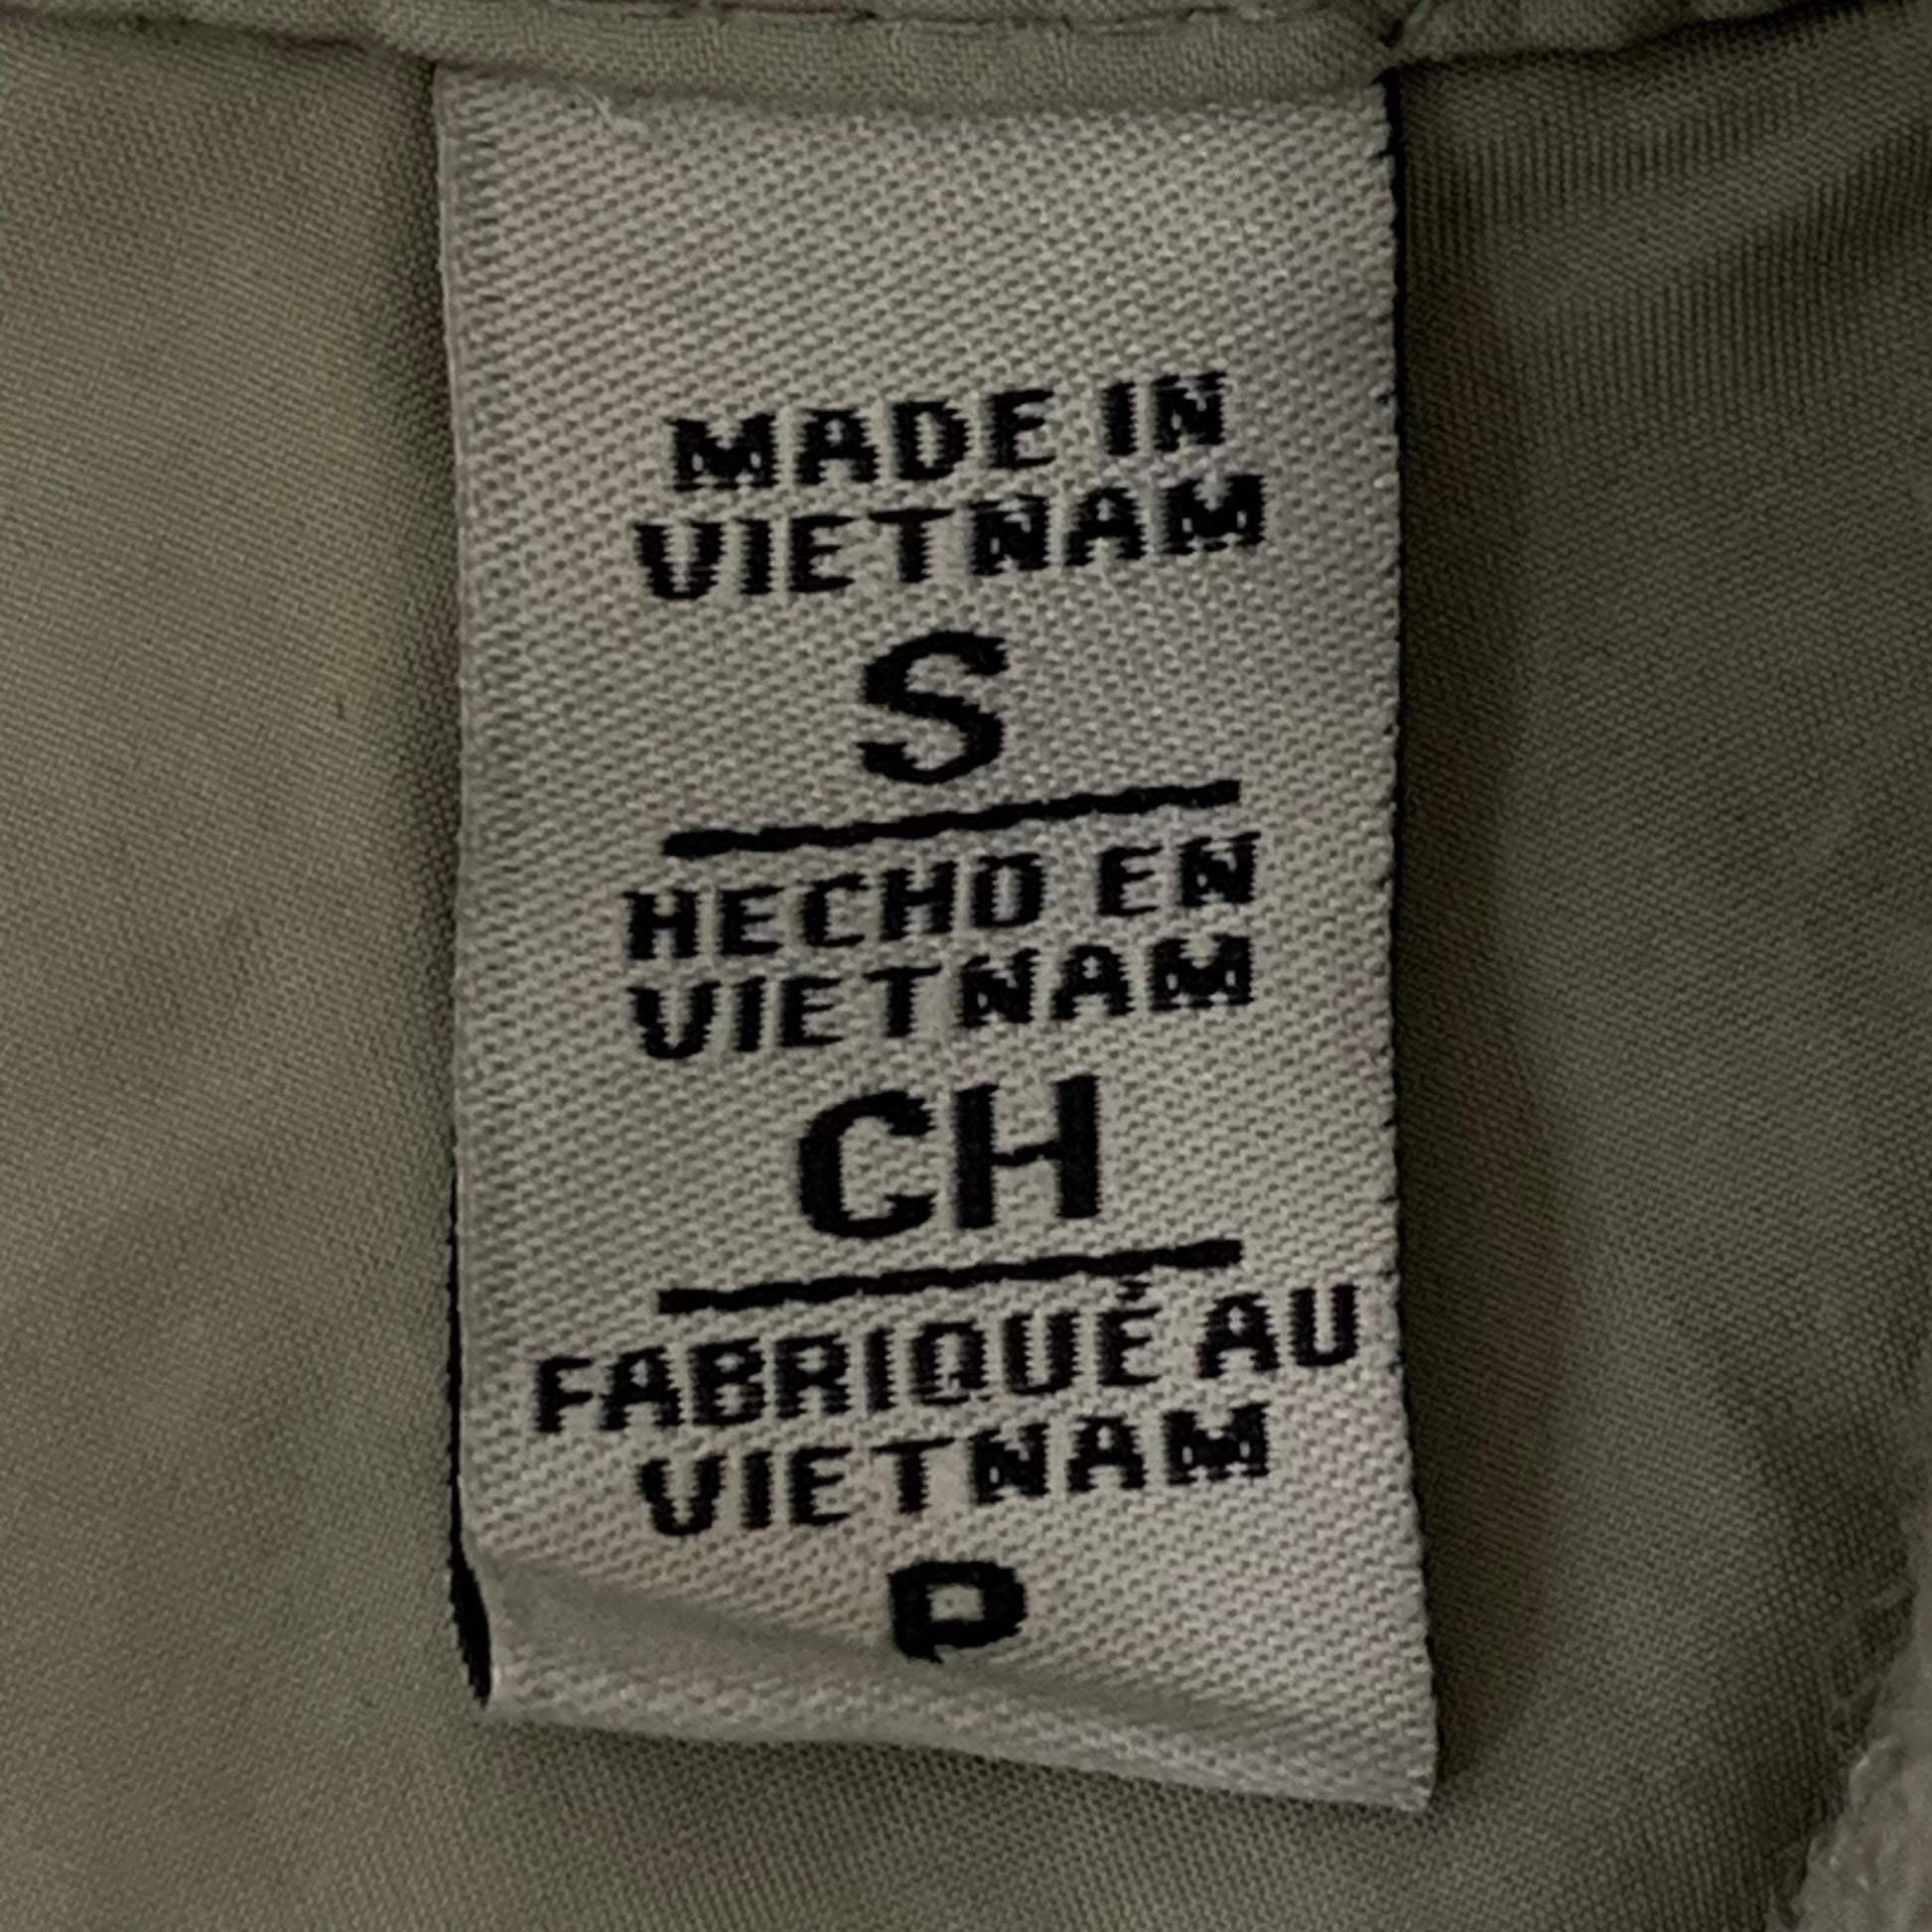 MADE IN
VIETNAM
S
HECHO EN
VIETNAM
CH
FABRIQUÉ AU
VIETNAM
P